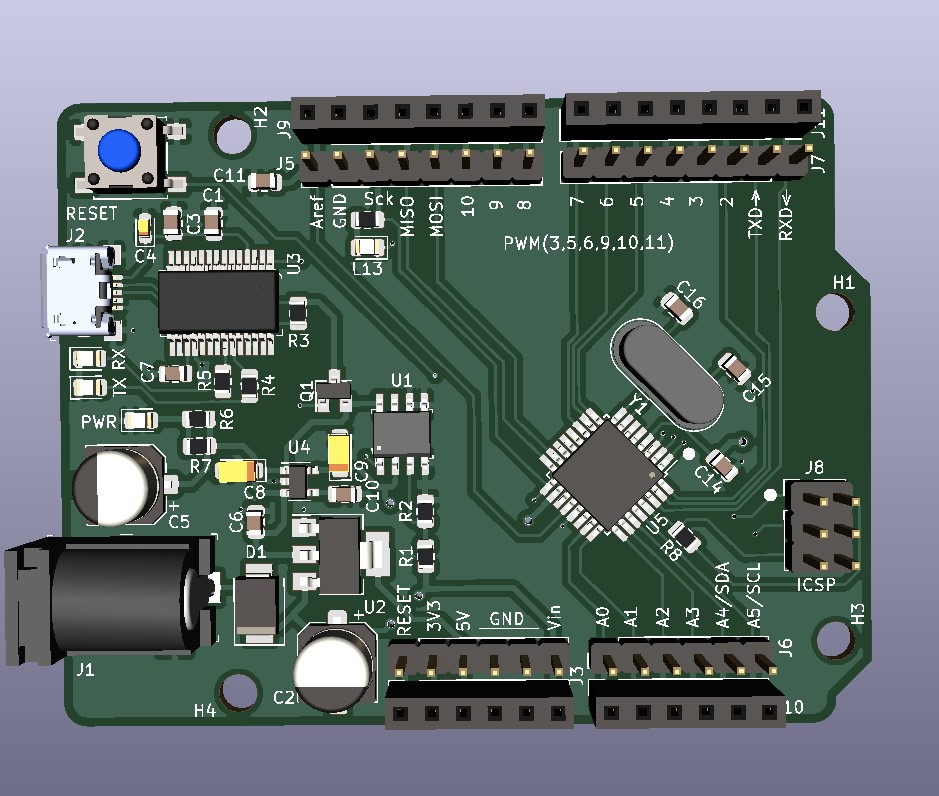 H2
J9
J11
J5
J7
C11
RESET
C1
C3
C4
J2
U3
Aref
GND
Sck
MISO
MOSI
10
9
8
7
6
5
4
3
2
TXD→
RXD←
L13
PWM(3,5,6,9,10,11)
H1
C16
R3
RX
TX
C7
R5
R4
Q1
U1
C15
Y1
PWR
R6
R7
U4
C8
C9
C10
C14
J8
+
C5
C6
R2
U5
R8
D1
R1
ICSP
RESET
3V3
5V
GND
Vin
A0
A1
A2
A3
A4/SDA
A5/SCL
H3
+
U2
J1
J3
J6
H4
C2
10